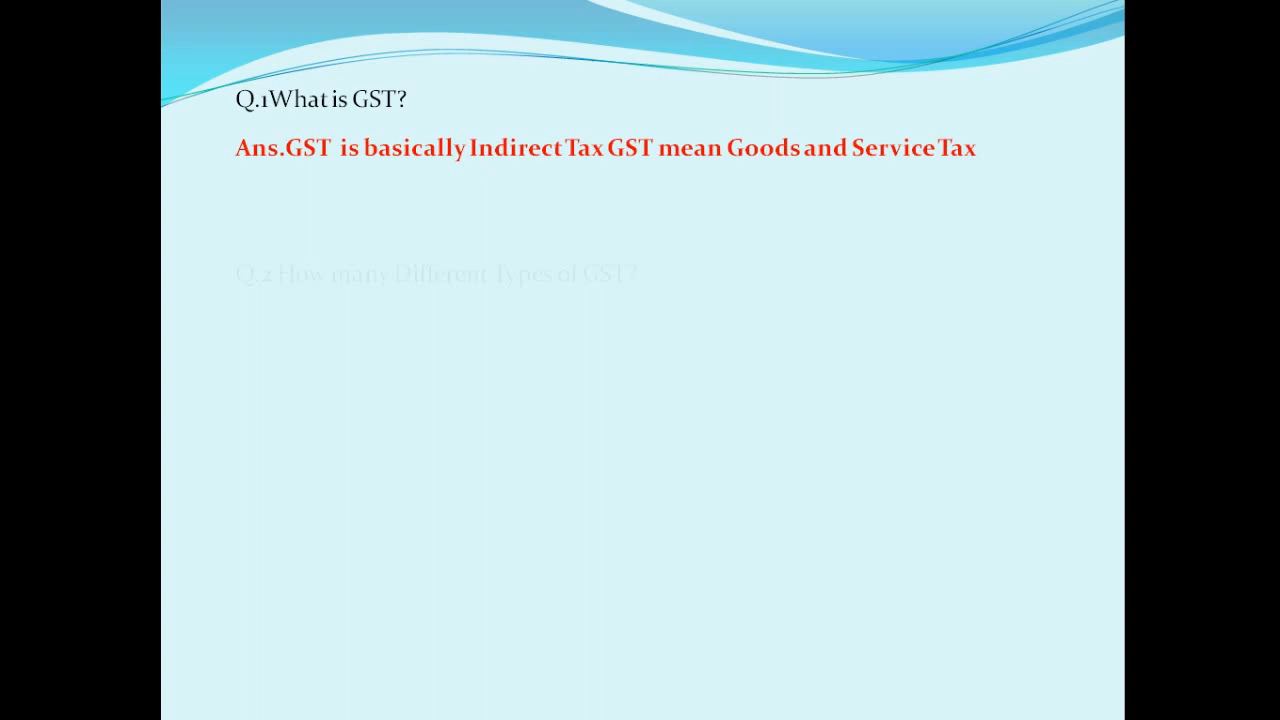 Q.1What is GST?
Ans.GST is basically Indirect Tax GST mean Goods and Service Tax
Q.2 How many Different Types of GST?